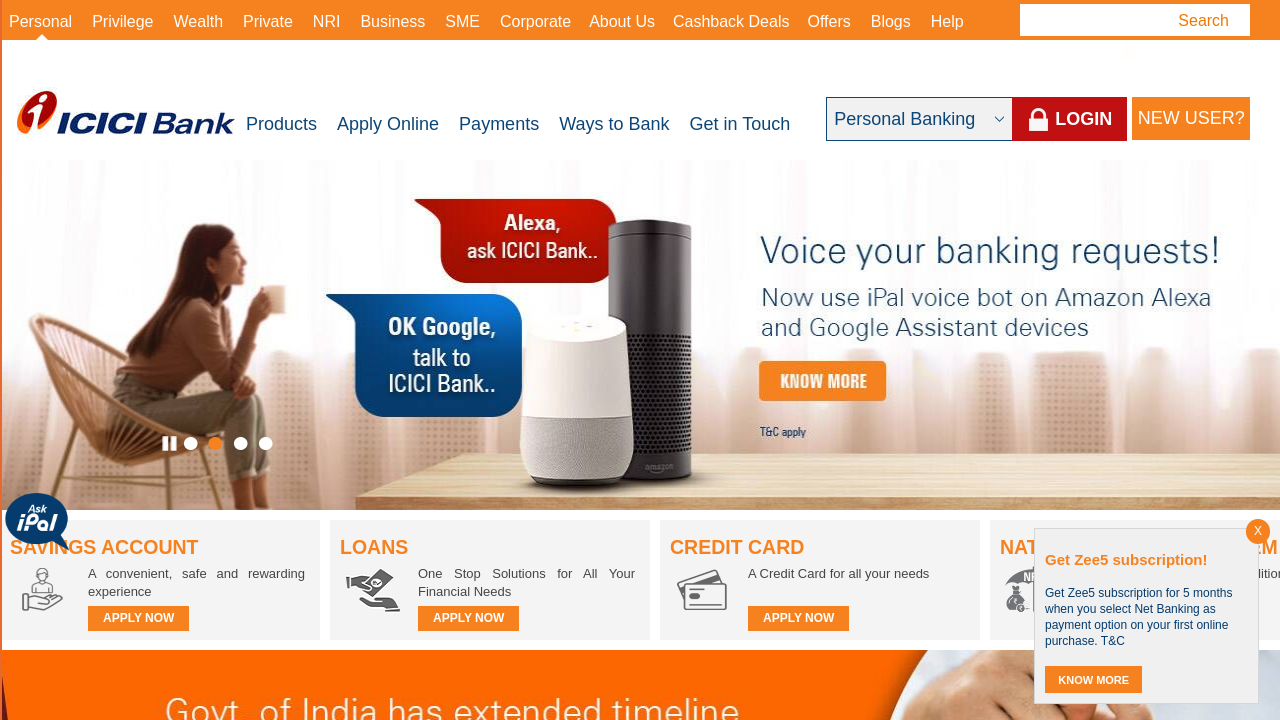 Personal Privilege Wealth Private NRI Business SME Corporate About Us Cashback Deals Offers Blogs Help Search
ICICI Bank Products Apply Online Payments Ways to Bank Get in Touch Personal Banking LOGIN NEW USER?
Alexa,
ask ICICI Bank..
OK Google,
talk to
ICICI Bank..
amazon
Voice your banking requests!
Now use iPal voice bot on Amazon Alexa
and Google Assistant devices
KNOW MORE
T&C apply
Ask
iPal
SAVINGS ACCOUNT
A convenient, safe and rewarding
experience
APPLY NOW
LOANS
One Stop Solutions for All Your
Financial Needs
APPLY NOW
CREDIT CARD
A Credit Card for all your needs
APPLY NOW
X
Get Zee5 subscription!
Get Zee5 subscription for 5 months
when you select Net Banking as
payment option on your first online
purchase. T&C
KNOW MORE
Govt. of India has extended timeline